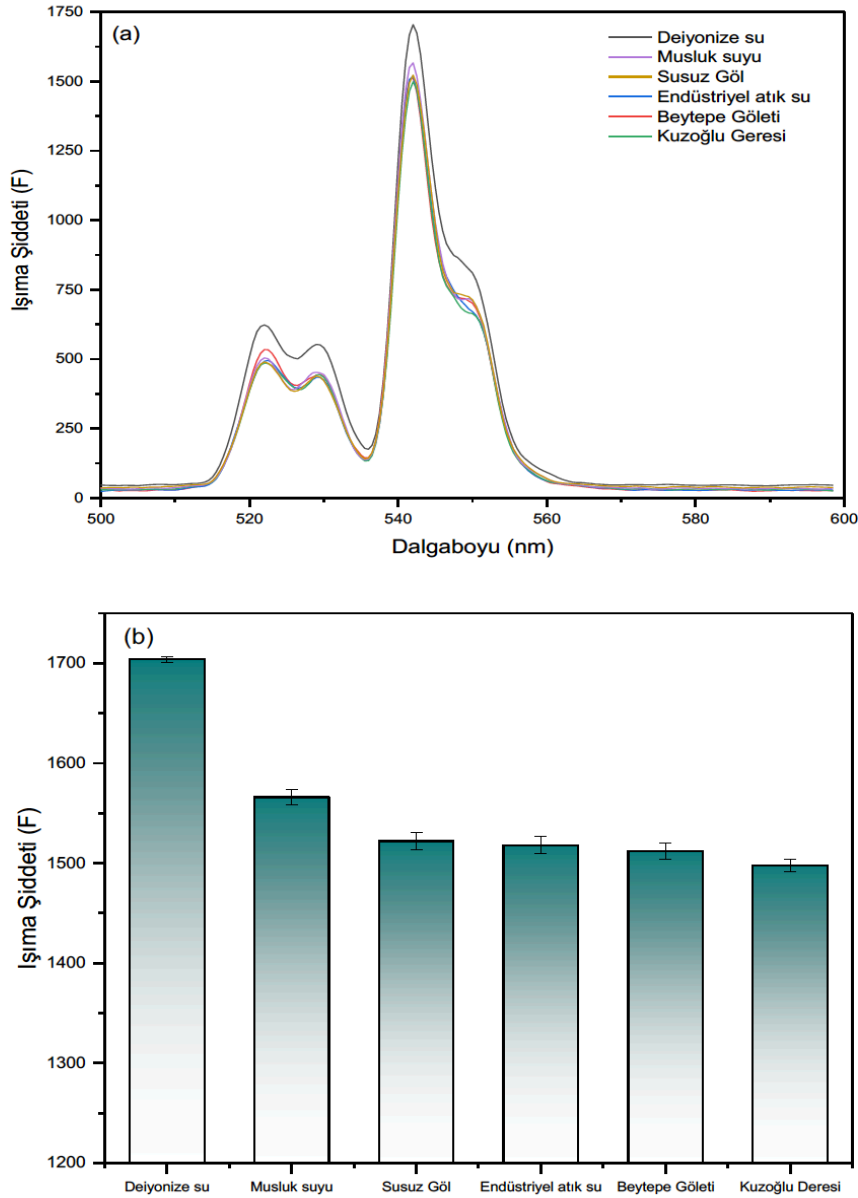 (a)
Deiyonize su
Musluk suyu
Susuz Göl
Endüstriyel atık su
Beytepe Göleti
Kuzoğlu Geresi
Işıma Şiddeti (F)
1750
1500
1250
1000
750
500
250
0
500 520 540 560 580 600
Dalgaboyu (nm)
(b)
Işıma Şiddeti (F)
1700
1600
1500
1400
1300
1200
Deiyonize su Musluk suyu Susuz Göl Endüstriyel atık su Beytepe Göleti Kuzoğlu Deresi